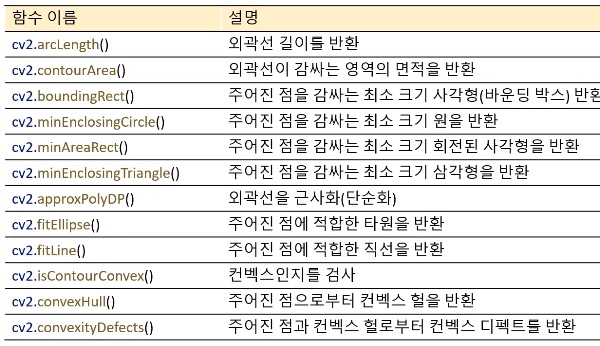 함수 이름 설명
cv2.arcLength() 외곽선 길이를 반환
cv2.contourArea() 외곽선이 감싸는 영역의 면적을 반환
cv2.boundingRect() 주어진 점을 감싸는 최소 크기 사각형(바운딩 박스) 반환
cv2.minEnclosingCircle() 주어진 점을 감싸는 최소 크기 원을 반환
cv2.minAreaRect() 주어진 점을 감싸는 최소 크기 회전된 사각형을 반환
cv2.minEnclosingTriangle() 주어진 점을 감싸는 최소 크기 삼각형을 반환
cv2.approxPolyDP() 외곽선을 근사화(단순화)
cv2.fitEllipse() 주어진 점에 적합한 타원을 반환
cv2.fitLine() 주어진 점에 적합한 직선을 반환
cv2.isContourConvex() 컨벡스인지를 검사
cv2.convexHull() 주어진 점으로부터 컨벡스 헐을 반환
cv2.convexityDefects() 주어진 점과 컨벡스 헐로부터 컨벡스 디펙트를 반환